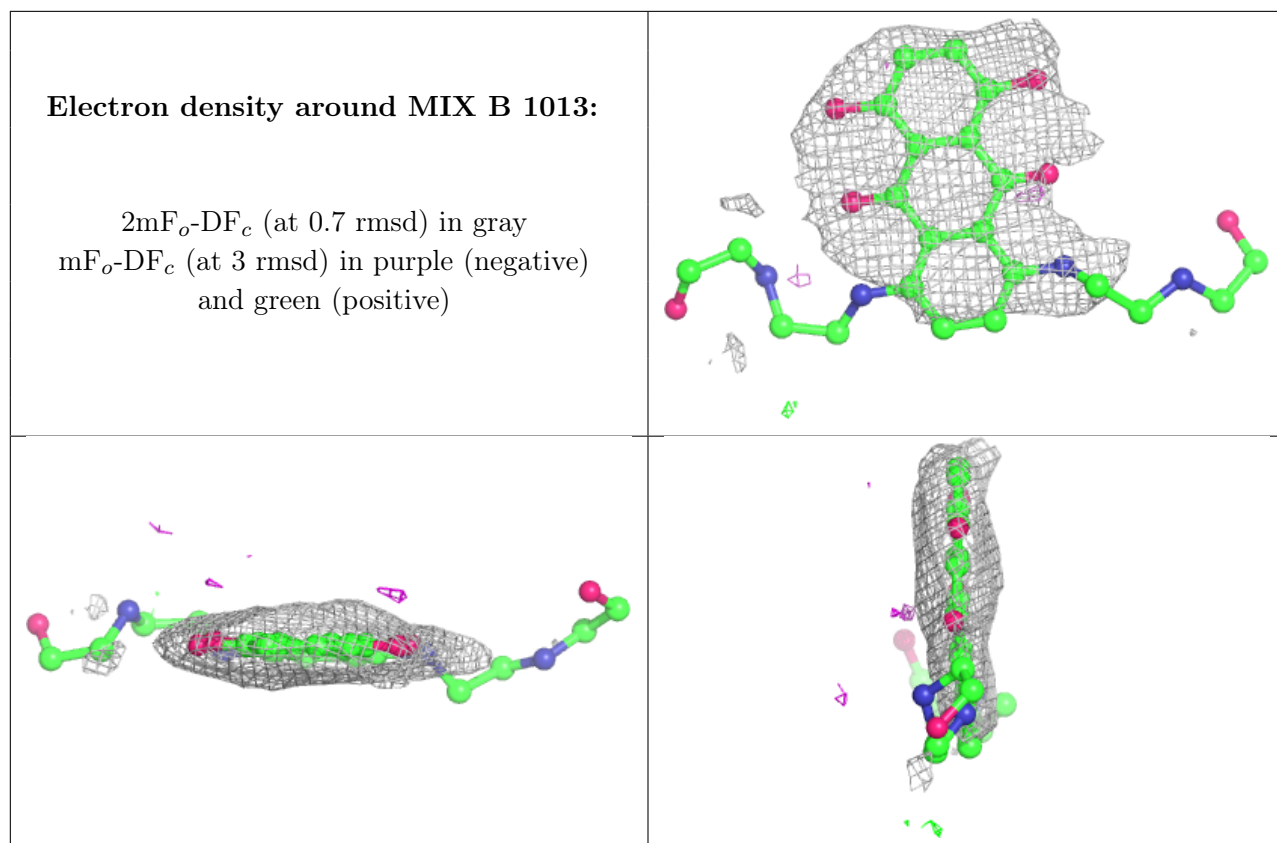 Electron density around MIX B 1013:
2mFo-DFc (at 0.7 rmsd) in gray
mFo-DFc (at 3 rmsd) in purple (negative)
and green (positive)